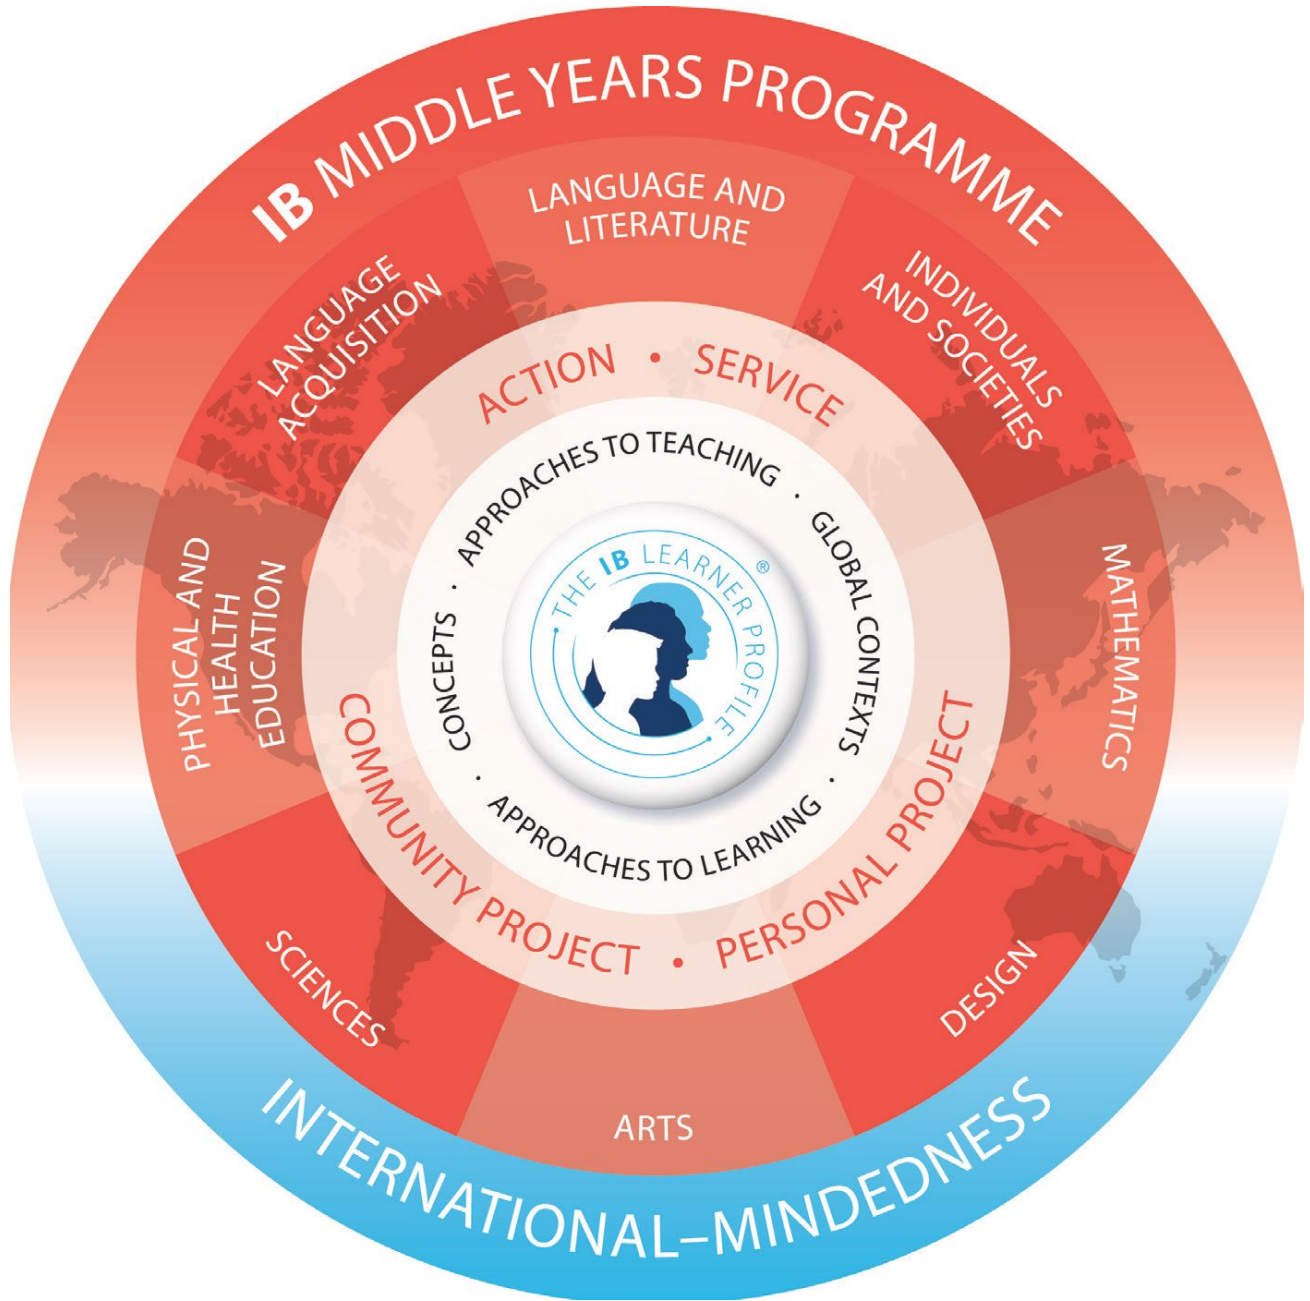 IB MIDDLE YEARS PROGRAMME
LANGUAGE AND
LITERATURE
INDIVIDUALS
AND SOCIETIES
MATHEMATICS
DESIGN
ARTS
SCIENCES
PHYSICAL AND
HEALTH
EDUCATION
LANGUAGE
ACQUISITION
ACTION • SERVICE
COMMUNITY PROJECT • PERSONAL PROJECT
APPROACHES TO TEACHING · GLOBAL CONTEXTS · APPROACHES TO LEARNING · CONCEPTS ·
• THE IB LEARNER PROFILE • ®
INTERNATIONAL–MINDEDNESS